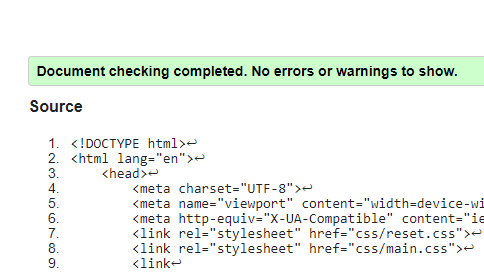 Document checking completed. No errors or warnings to show.
Source
1. <!DOCTYPE html>↩
2. <html lang="en">↩
3. <head>↩
4. <meta charset="UTF-8">↩
5. <meta name="viewport" content="width=device-wi
6. <meta http-equiv="X-UA-Compatible" content="ie
7. <link rel="stylesheet" href="css/reset.css">↩
8. <link rel="stylesheet" href="css/main.css">↩
9. <link↩